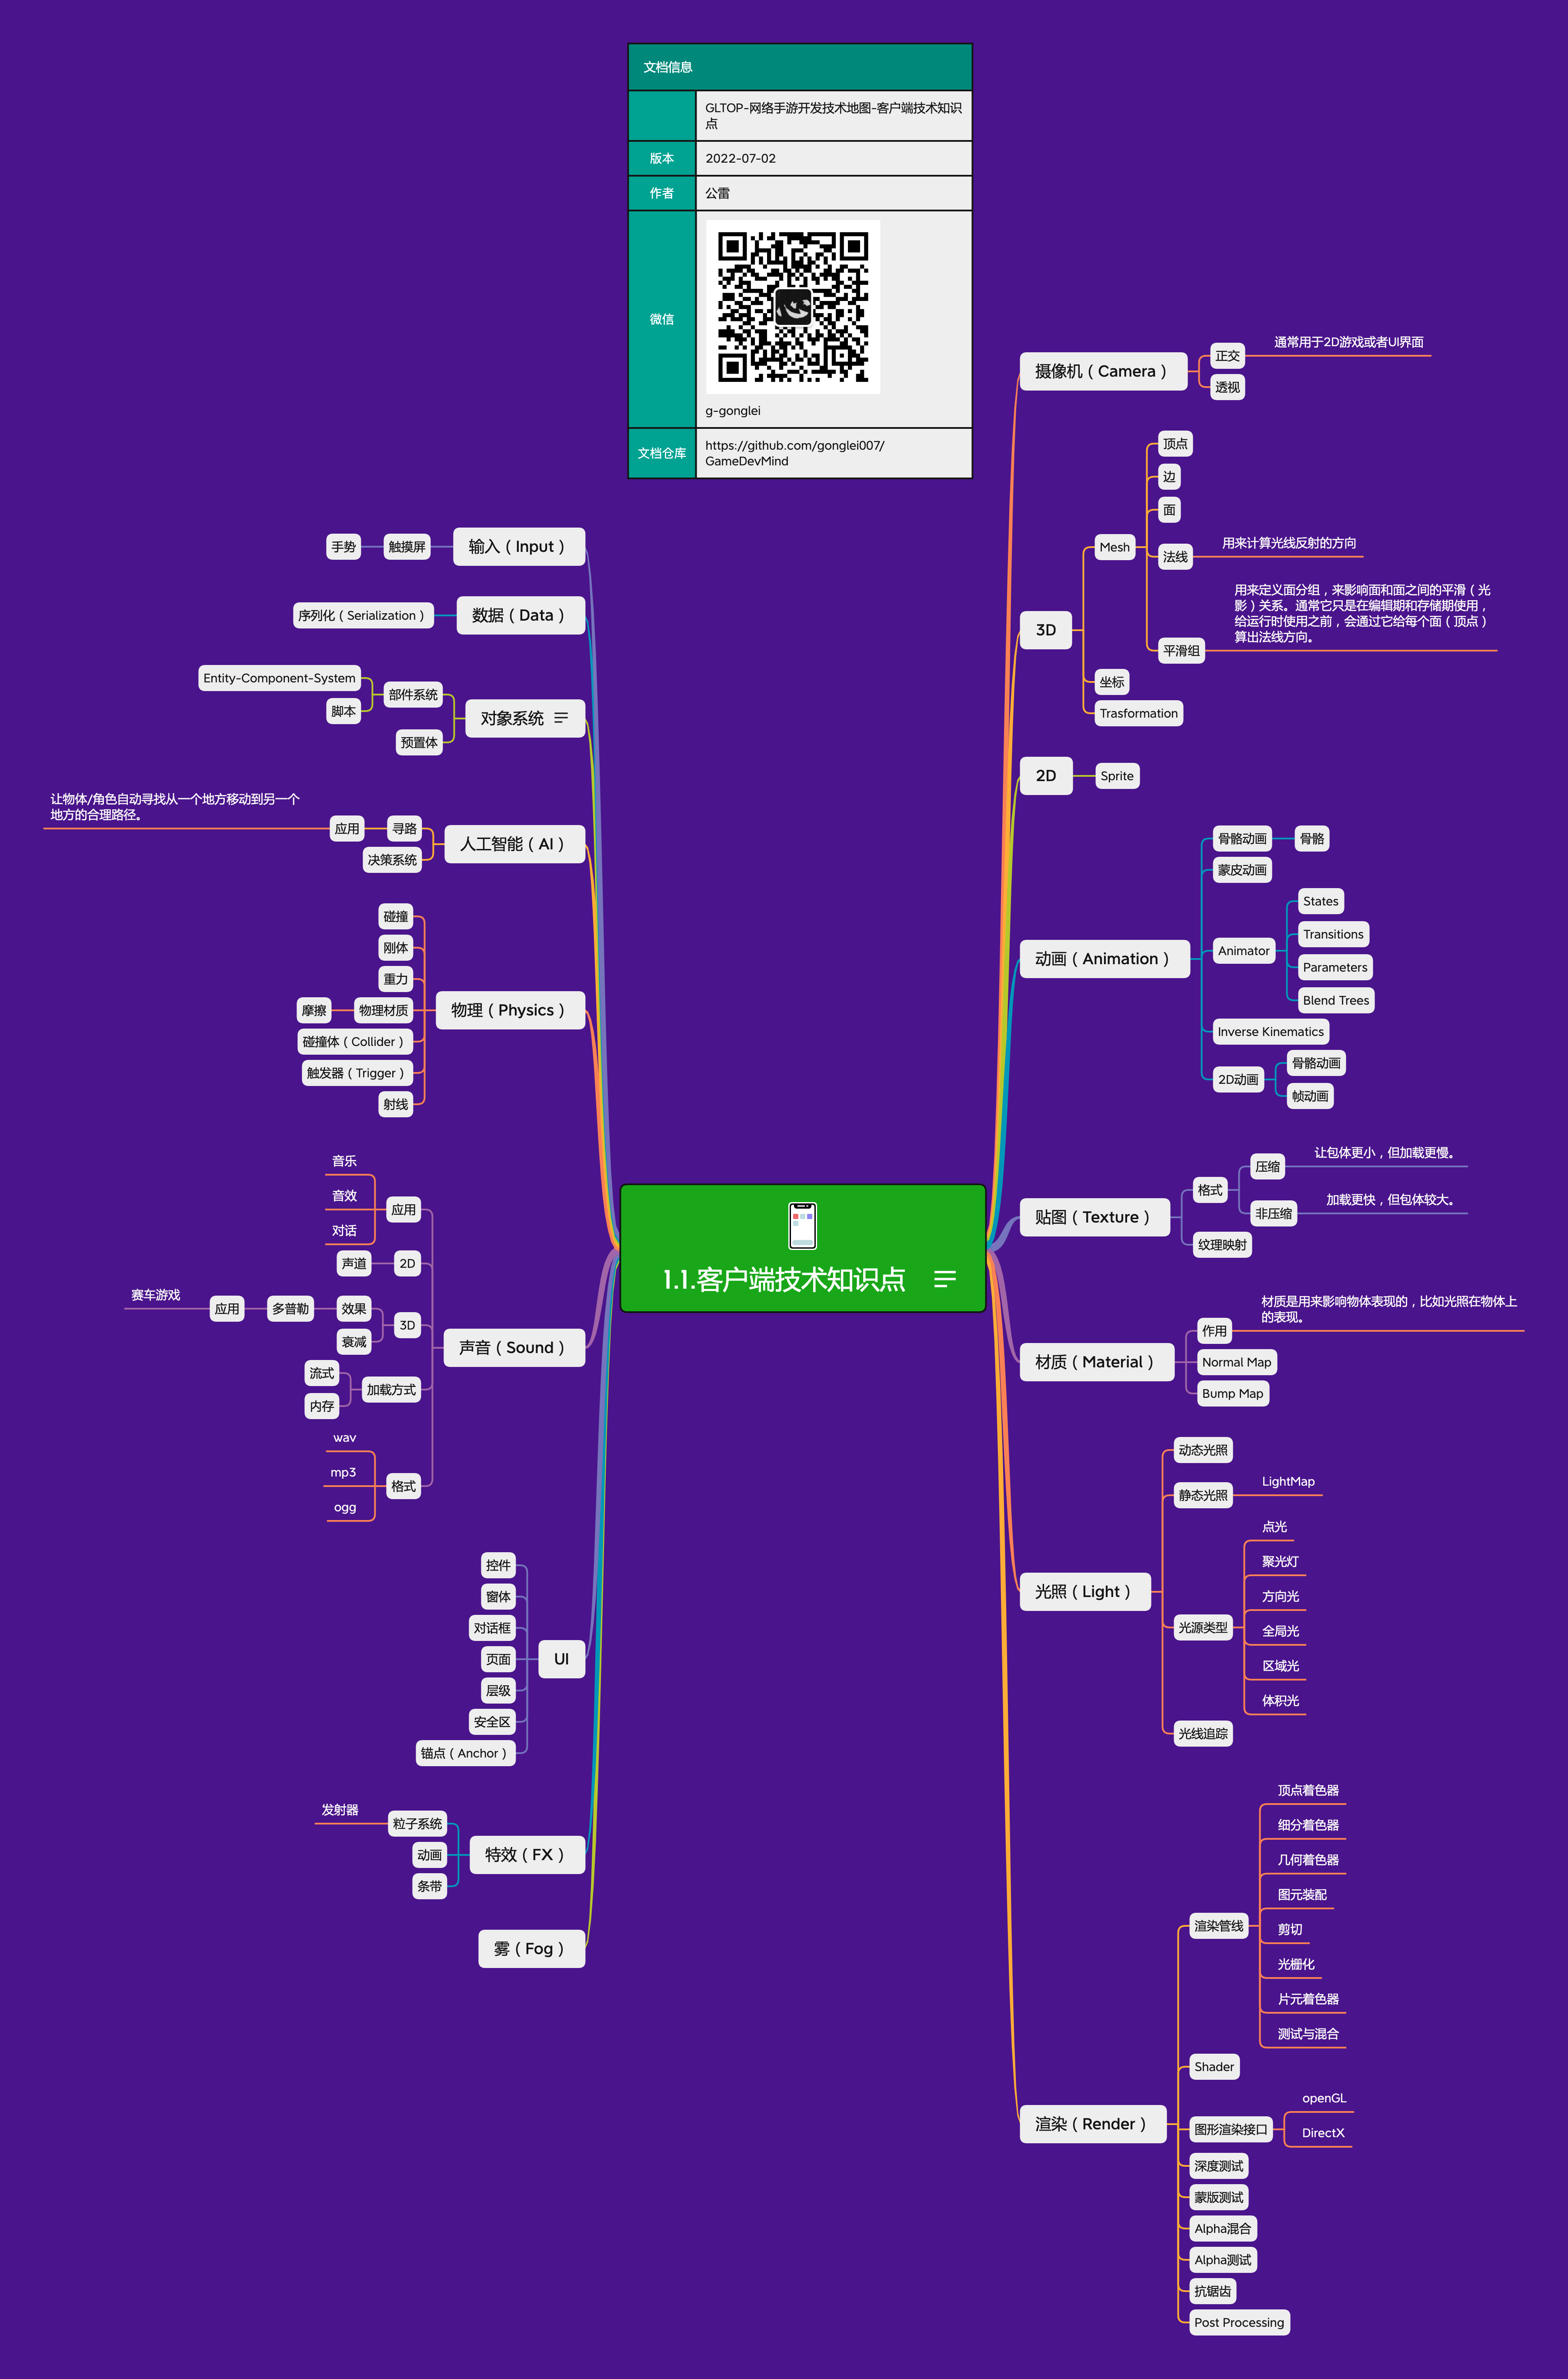 文档信息
GLTOP-网络手游开发技术地图-客户端技术知识
点
版本
2022-07-02
作者
公雷
微信
g-gonglei
文档仓库
https://github.com/gonglei007/
GameDevMind
1.1.客户端技术知识点
摄像机（Camera）
正交
通常用于2D游戏或者UI界面
透视
3D
Mesh
顶点
边
面
法线
用来计算光线反射的方向
平滑组
用来定义面分组，来影响面和面之间的平滑（光
影）关系。通常它只是在编辑期和存储期使用，
给运行时使用之前，会通过它给每个面（顶点）
算出法线方向。
坐标
Trasformation
2D
Sprite
动画（Animation）
骨骼动画
骨骼
蒙皮动画
Animator
States
Transitions
Parameters
Blend Trees
Inverse Kinematics
2D动画
骨骼动画
帧动画
贴图（Texture）
格式
压缩
让包体更小，但加载更慢。
非压缩
加载更快，但包体较大。
纹理映射
材质（Material）
作用
材质是用来影响物体表现的，比如光照在物体上
的表现。
Normal Map
Bump Map
光照（Light）
动态光照
静态光照
LightMap
光源类型
点光
聚光灯
方向光
全局光
区域光
体积光
光线追踪
渲染（Render）
渲染管线
顶点着色器
细分着色器
几何着色器
图元装配
剪切
光栅化
片元着色器
测试与混合
Shader
图形渲染接口
openGL
DirectX
深度测试
蒙版测试
Alpha混合
Alpha测试
抗锯齿
Post Processing
输入（Input）
触摸屏
手势
数据（Data）
序列化（Serialization）
对象系统
部件系统
Entity-Component-System
脚本
预置体
人工智能（AI）
寻路
应用
让物体/角色自动寻找从一个地方移动到另一个
地方的合理路径。
决策系统
物理（Physics）
碰撞
刚体
重力
物理材质
摩擦
碰撞体（Collider）
触发器（Trigger）
射线
声音（Sound）
应用
音乐
音效
对话
2D
声道
3D
效果
多普勒
应用
赛车游戏
衰减
加载方式
流式
内存
格式
wav
mp3
ogg
UI
控件
窗体
对话框
页面
层级
安全区
锚点（Anchor）
特效（FX）
粒子系统
发射器
动画
条带
雾（Fog）